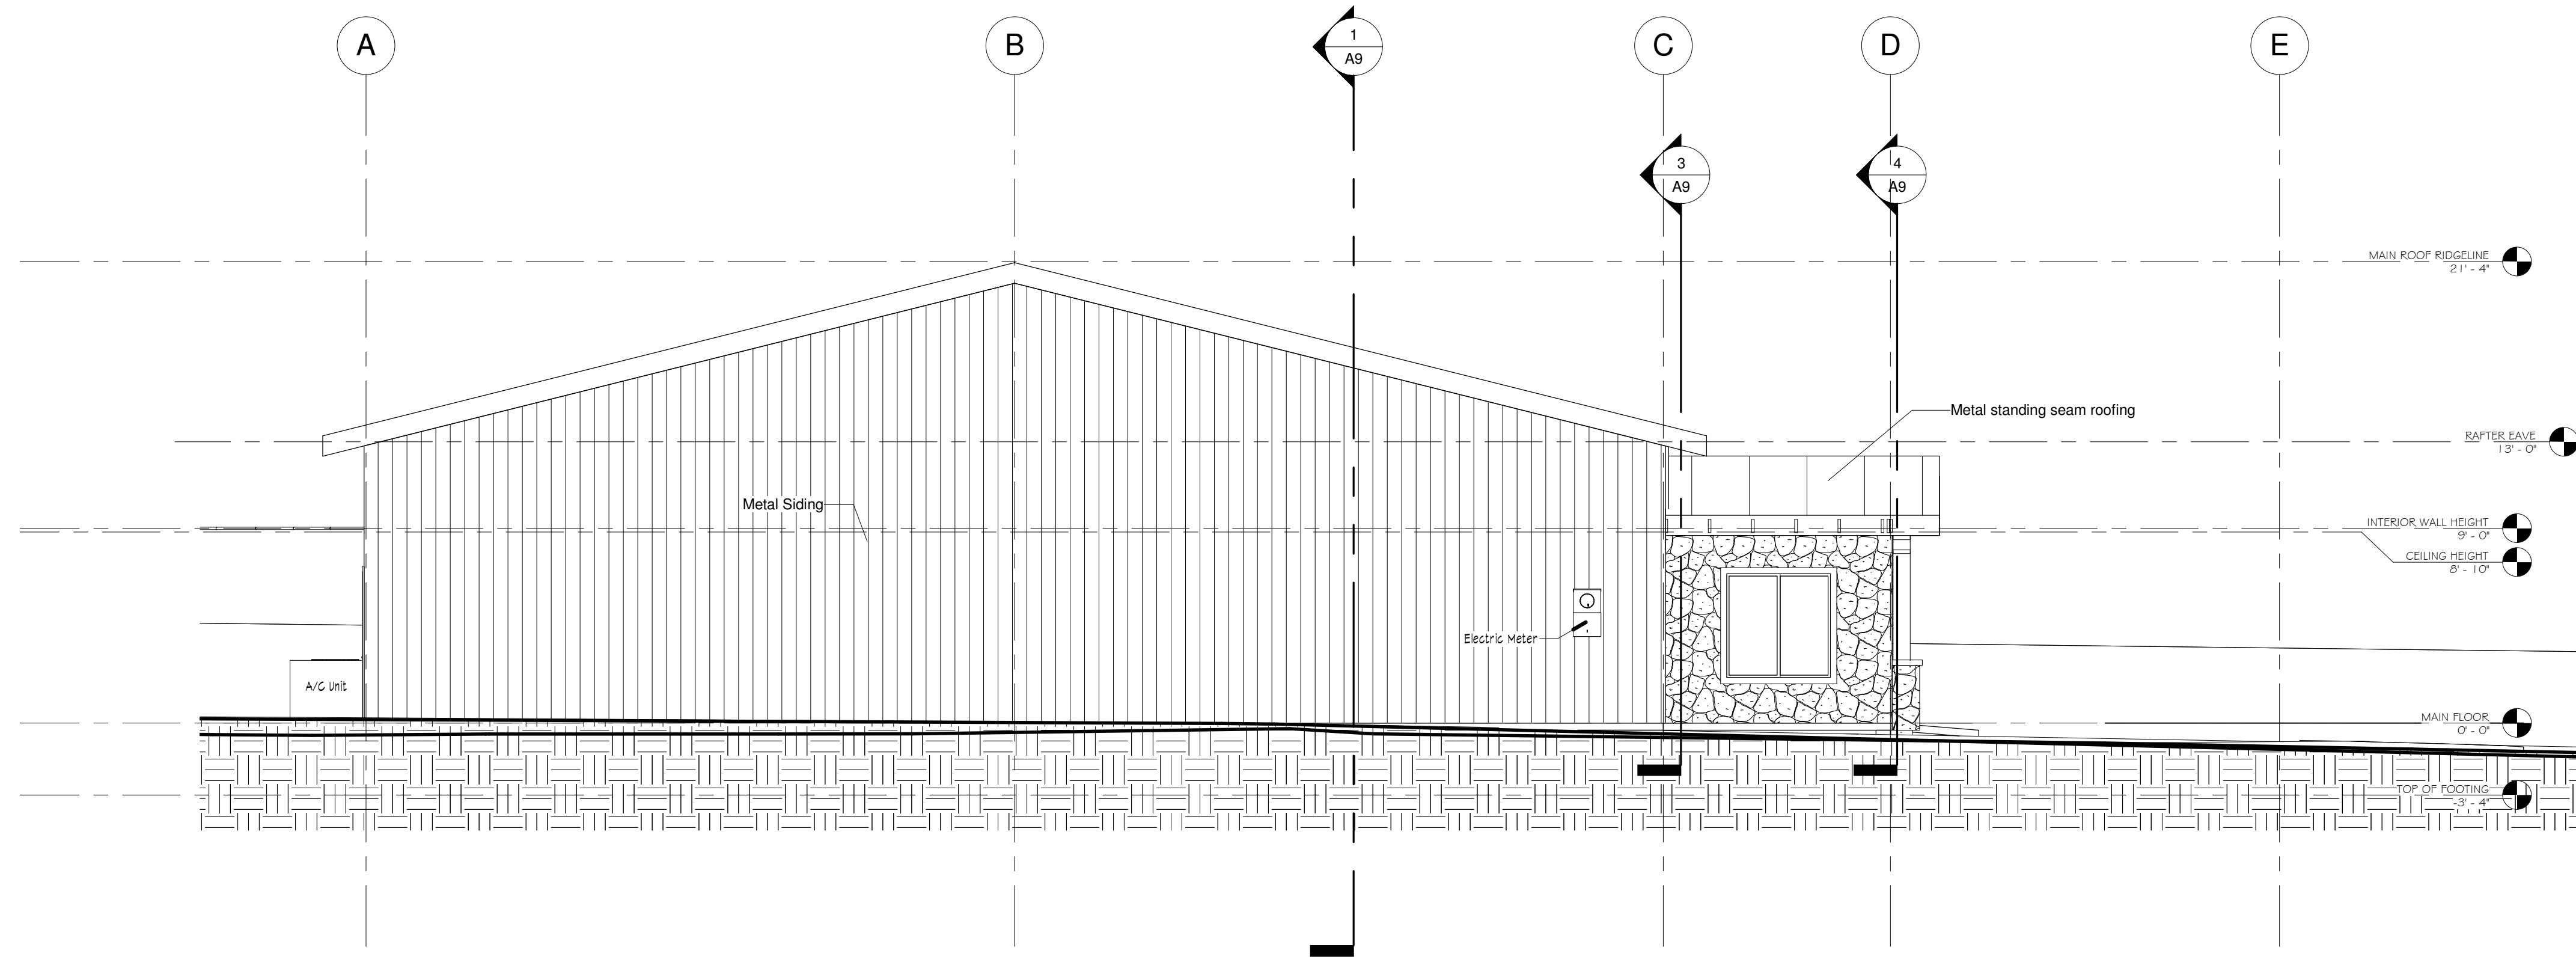 A
B
1
A9
C
D
E
3
A9
4
A9
MAIN ROOF RIDGELINE
21' - 4"
Metal standing seam roofing
RAFTER EAVE
13' - 0"
Metal Siding
INTERIOR WALL HEIGHT
9' - 0"
CEILING HEIGHT
8' - 10"
Electric Meter
A/C Unit
MAIN FLOOR
0' - 0"
TOP OF FOOTING
-3' - 4"